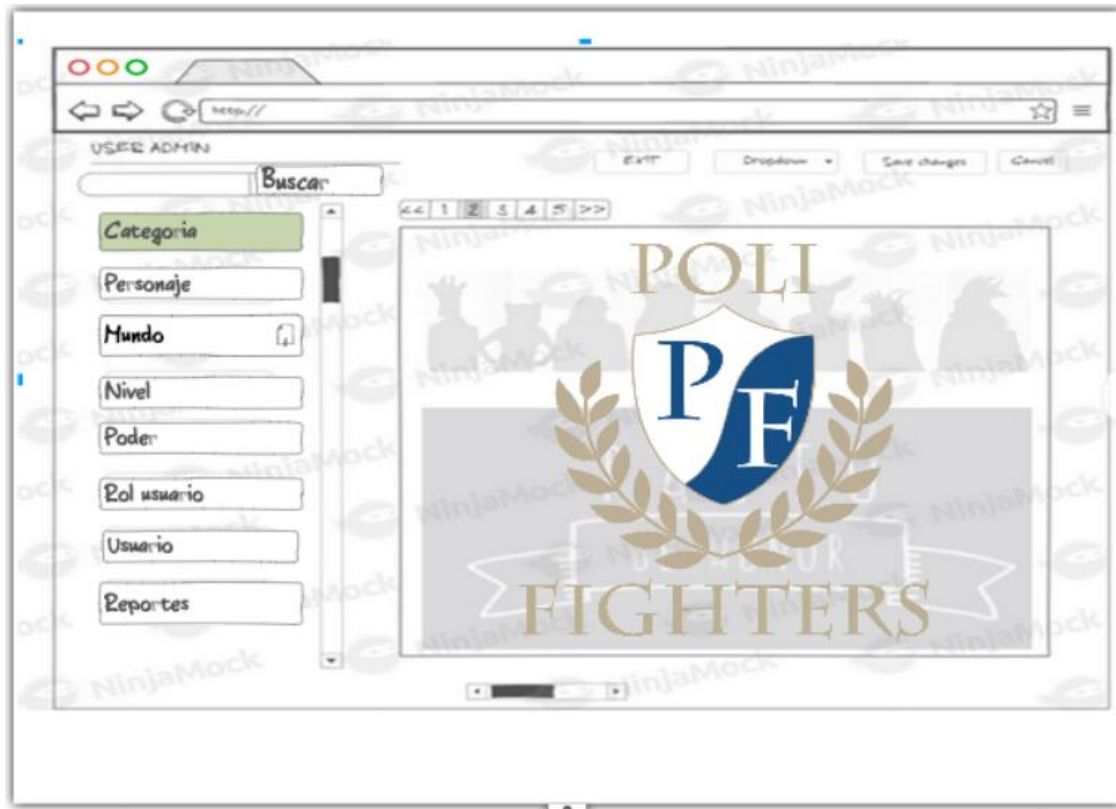 http://
USER ADMIN
EXIT
Dropdown
Save changes
Cancel
Buscar
<< 1 2 3 4 5 >>
Categoria
Personaje
Mundo
Nivel
Poder
Rol usuario
Usuario
Reportes
POLI
P F
FIGHTERS
NinjaMock